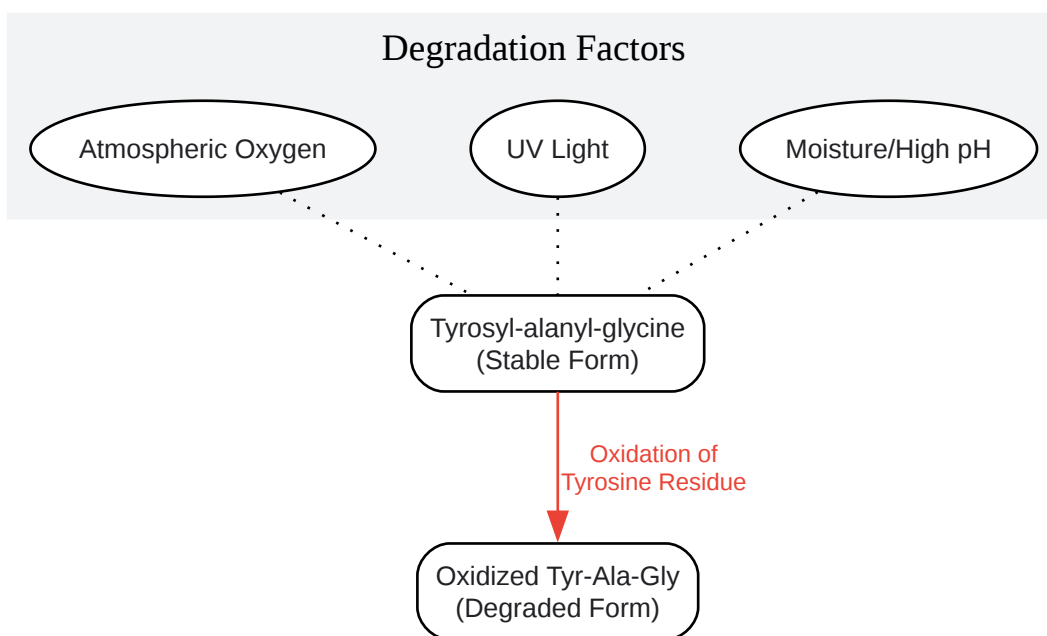 Degradation Factors
Atmospheric Oxygen
UV Light
Moisture/High pH
Tyrosyl-alanyl-glycine
(Stable Form)
Oxidation of
Tyrosine Residue
Oxidized Tyr-Ala-Gly
(Degraded Form)